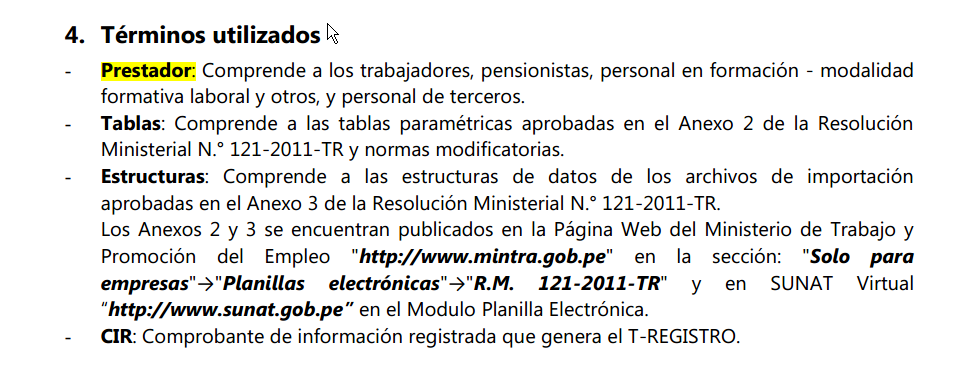 4. Términos utilizados
- Prestador: Comprende a los trabajadores, pensionistas, personal en formación - modalidad
formativa laboral y otros, y personal de terceros.
- Tablas: Comprende a las tablas paramétricas aprobadas en el Anexo 2 de la Resolución
Ministerial N.° 121-2011-TR y normas modificatorias.
- Estructuras: Comprende a las estructuras de datos de los archivos de importación
aprobadas en el Anexo 3 de la Resolución Ministerial N.° 121-2011-TR.
Los Anexos 2 y 3 se encuentran publicados en la Página Web del Ministerio de Trabajo y
Promoción del Empleo "http://www.mintra.gob.pe" en la sección: "Solo para
empresas"→"Planillas electrónicas"→"R.M. 121-2011-TR" y en SUNAT Virtual
“http://www.sunat.gob.pe” en el Modulo Planilla Electrónica.
- CIR: Comprobante de información registrada que genera el T-REGISTRO.